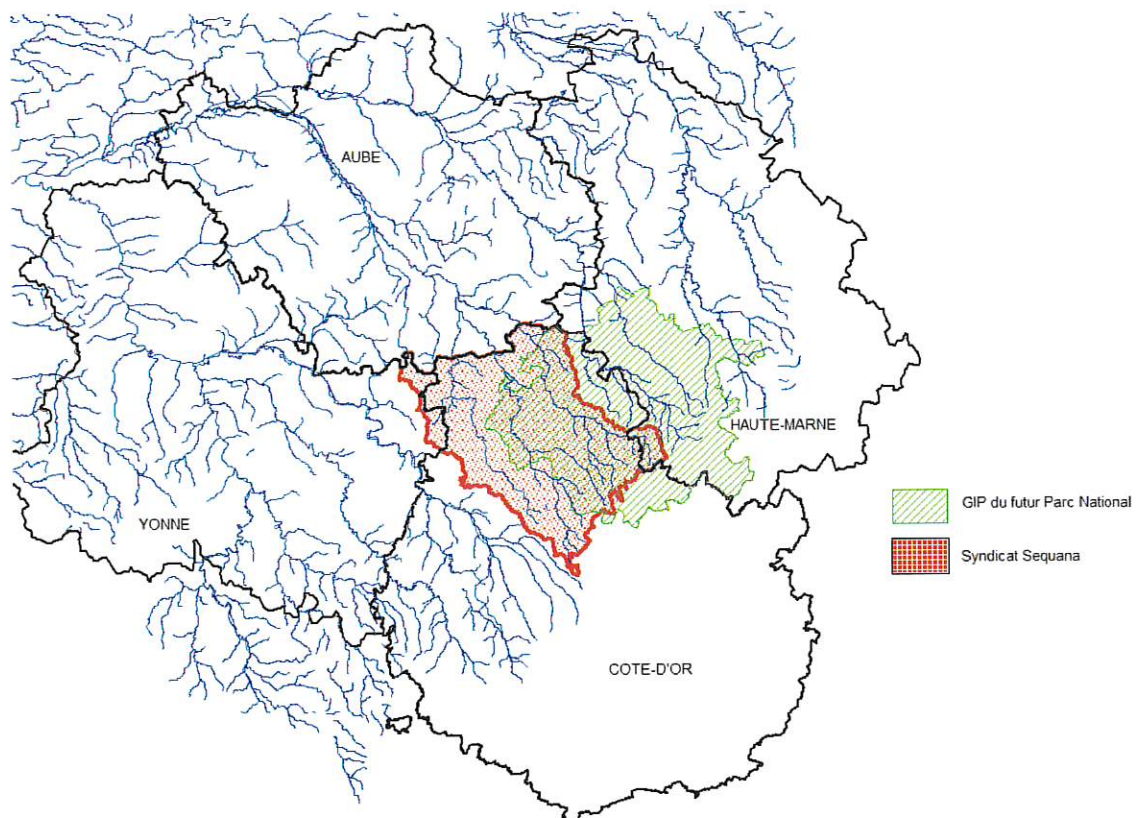 AUBE
HAUTE-MARNE
YONNE
COTE-D'OR
GIP du futur Parc National
Syndicat Sequana